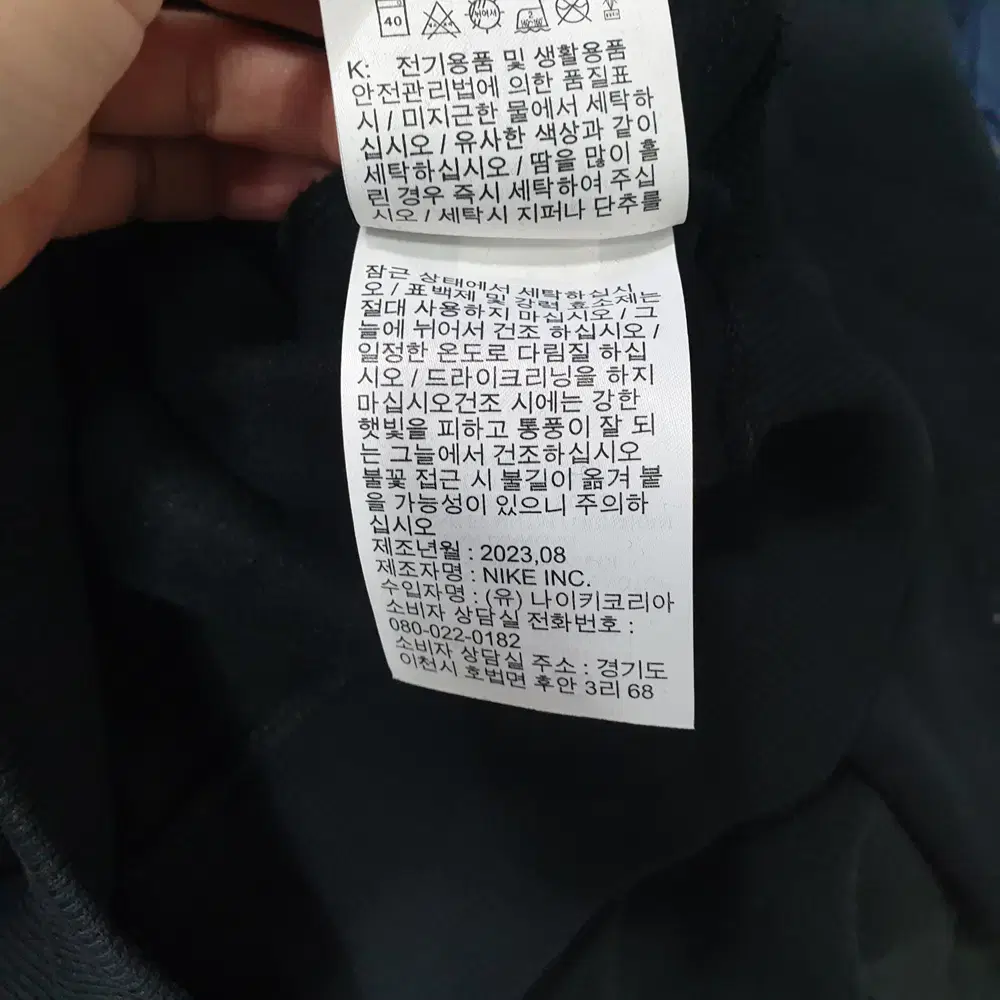 40
뉘어서
K: 전기용품 및 생활용품
안전관리법에 의한 품질표
시 / 미지근한 물에서 세탁하
십시오 / 유사한 색상과 같이
세탁하십시오 / 땀을 많이 흘
린 경우 즉시 세탁하여 주십
시오 / 세탁시 지퍼나 단추를
잠근 상태에서 세탁하십시
오 / 표백제 및 강력 효소제는
절대 사용하지 마십시오 / 그
늘에 뉘어서 건조 하십시오 /
일정한 온도로 다림질 하십
시오 / 드라이크리닝을 하지
마십시오건조 시에는 강한
햇빛을 피하고 통풍이 잘 되
는 그늘에서 건조하십시오
불꽃 접근 시 불길이 옮겨 붙
을 가능성이 있으니 주의하
십시오
제조년월 : 2023,08
제조자명 : NIKE INC.
수입자명 : (유) 나이키코리아
소비자 상담실 전화번호 :
080-022-0182
소비자 상담실 주소 : 경기도
이천시 호법면 후안 3리 68